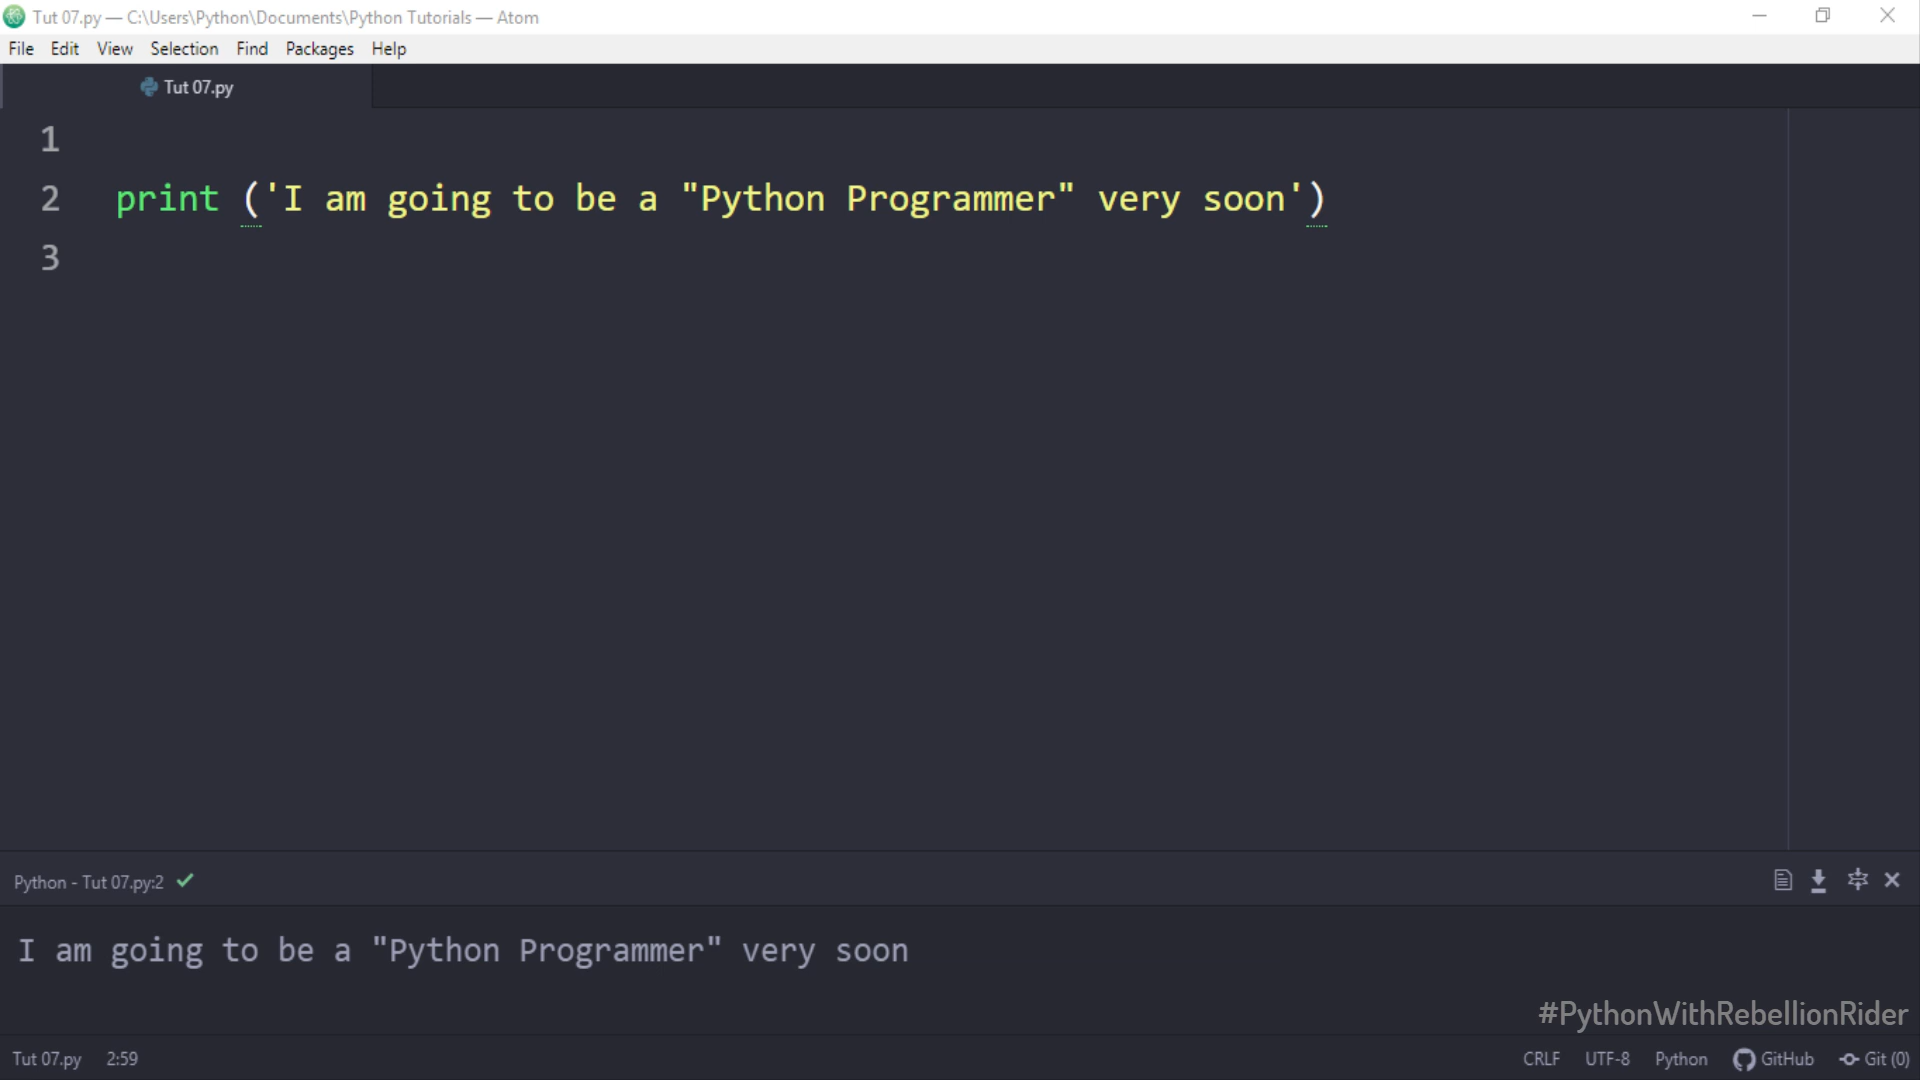 Tut 07.py — C:\Users\Python\Documents\Python Tutorials — Atom
File Edit View Selection Find Packages Help
Tut 07.py
1
2 print ('I am going to be a "Python Programmer" very soon')
3
Python - Tut 07.py:2
I am going to be a "Python Programmer" very soon
#PythonWithRebellionRider
Tut 07.py 2:59 CRLF UTF-8 Python GitHub Git (0)